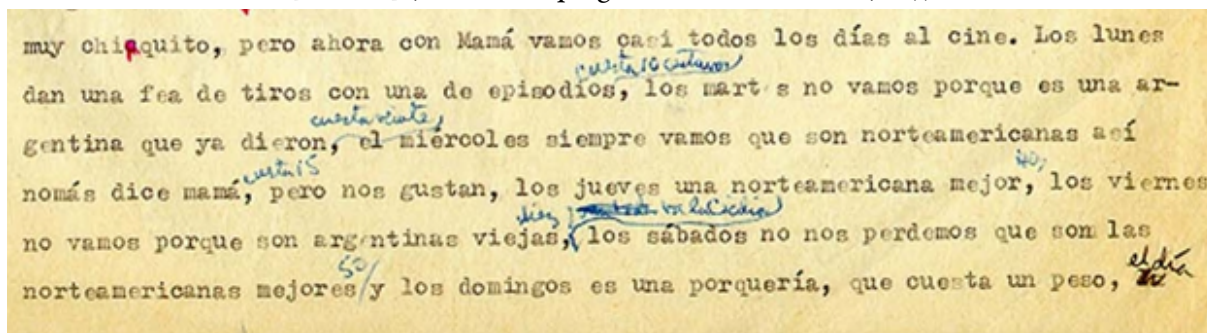 muy chiquito, pero ahora con Mamá vamos casi todos los días al cine. Los lunes
cuesta 10 centavos
dan una fea de tiros con una de episodios, los mart s no vamos porque es una ar-
cuesta veinte,
gentina que ya dieron, el miércoles siempre vamos que son norteamericanas así
cuesta 15 40,
nomás dice mamá, pero nos gustan, los jueves una norteamericana mejor, los viernes
diez
no vamos porque son argentinas viejas, los sábados no nos perdemos que som las
50 el día
norteamericanas mejores/y los domingos es una porquería, que cuesta un peso,